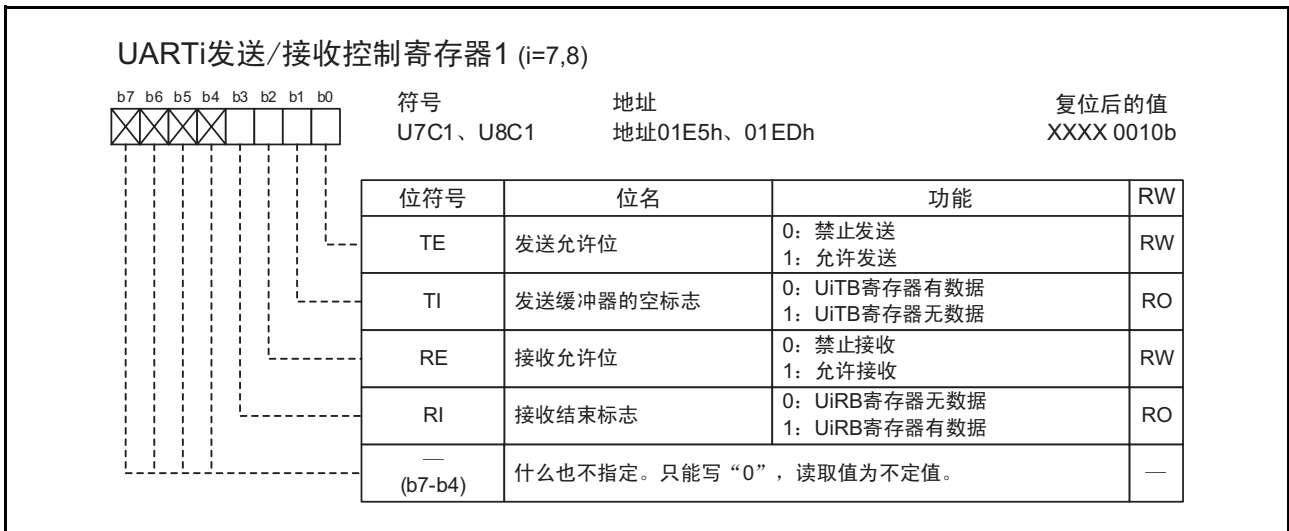 UARTi发送/接收控制寄存器1 (i=7,8)
b7 b6 b5 b4 b3 b2 b1 b0
符号 地址 复位后的值
U7C1、U8C1 地址01E5h、01EDh XXXX 0010b
位符号 位名 功能 RW
TE 发送允许位 0：禁止发送
1：允许发送 RW
TI 发送缓冲器的空标志 0：UiTB寄存器有数据
1：UiTB寄存器无数据 RO
RE 接收允许位 0：禁止接收
1：允许接收 RW
RI 接收结束标志 0：UiRB寄存器无数据
1：UiRB寄存器有数据 RO
—
(b7-b4) 什么也不指定。只能写“0”，读取值为不定值。 —